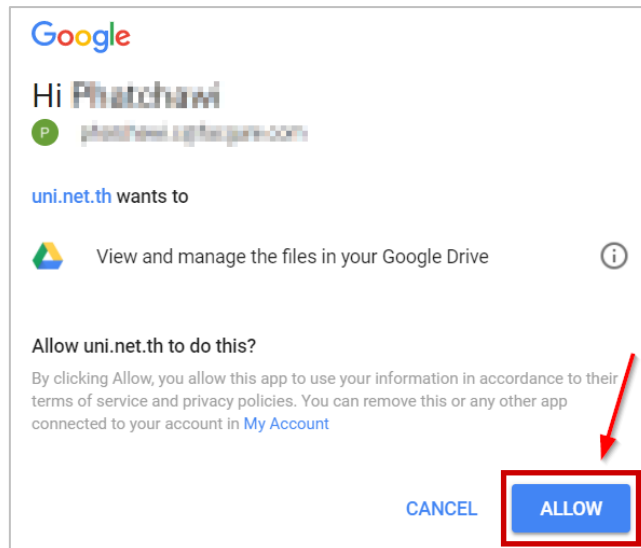 Google
Hi
P
uni.net.th wants to
View and manage the files in your Google Drive
Allow uni.net.th to do this?
By clicking Allow, you allow this app to use your information in accordance to their
terms of service and privacy policies. You can remove this or any other app
connected to your account in My Account
CANCEL ALLOW